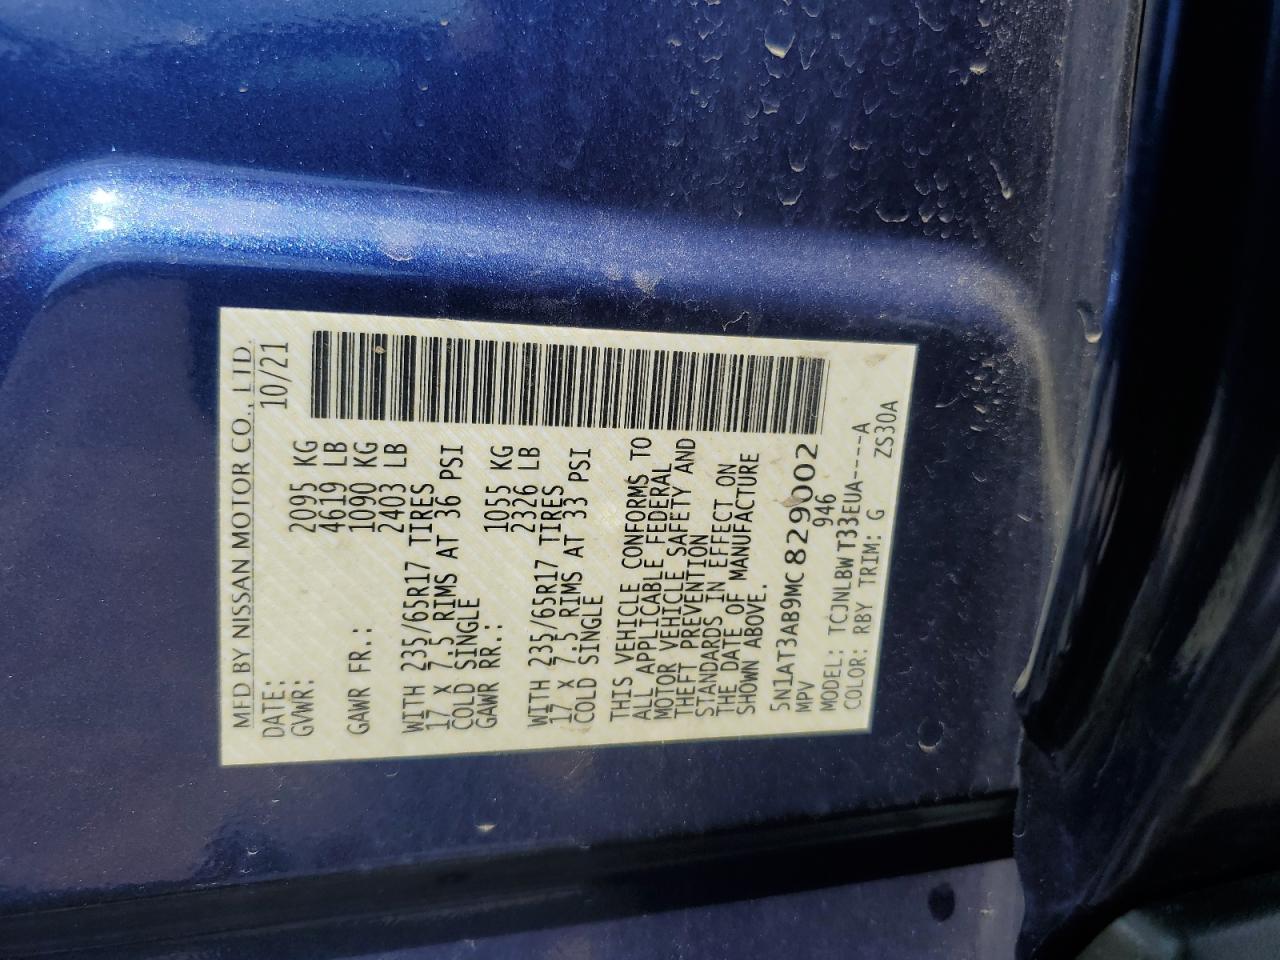 MFD BY NISSAN MOTOR CO., LTD.
DATE: 10/21
GVWR: 2095 KG
4619 LB
GAWR FR.: 1090 KG
2403 LB
WITH 235/65R17 TIRES
17 X 7.5 RIMS AT 36 PSI
COLD SINGLE
GAWR RR.: 1055 KG
2326 LB
WITH 235/65R17 TIRES
17 X 7.5 RIMS AT 33 PSI
COLD SINGLE
THIS VEHICLE CONFORMS TO
ALL APPLICABLE FEDERAL
MOTOR VEHICLE SAFETY AND
THEFT PREVENTION
STANDARDS IN EFFECT ON
THE DATE OF MANUFACTURE
SHOWN ABOVE.
5N1AT3AB9MC829002
MPV 946
MODEL: TCJNLBWT33EUA----A
COLOR: RBY TRIM: G ZS30A